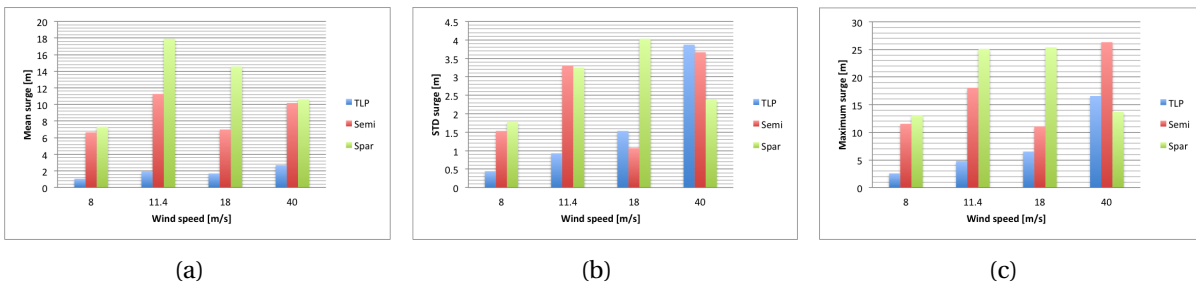 20
18
16
14
12
10
8
6
4
2
0
Mean surge [m]
8 11.4 18 40
Wind speed [m/s]
TLP
Semi
Spar
(a)
4.5
4
3.5
3
2.5
2
1.5
1
0.5
0
STD surge [m]
8 11.4 18 40
Wind speed [m/s]
TLP
Semi
Spar
(b)
30
25
20
15
10
5
0
Maximum surge [m]
8 11.4 18 40
Wind speed [m/s]
TLP
Semi
Spar
(c)